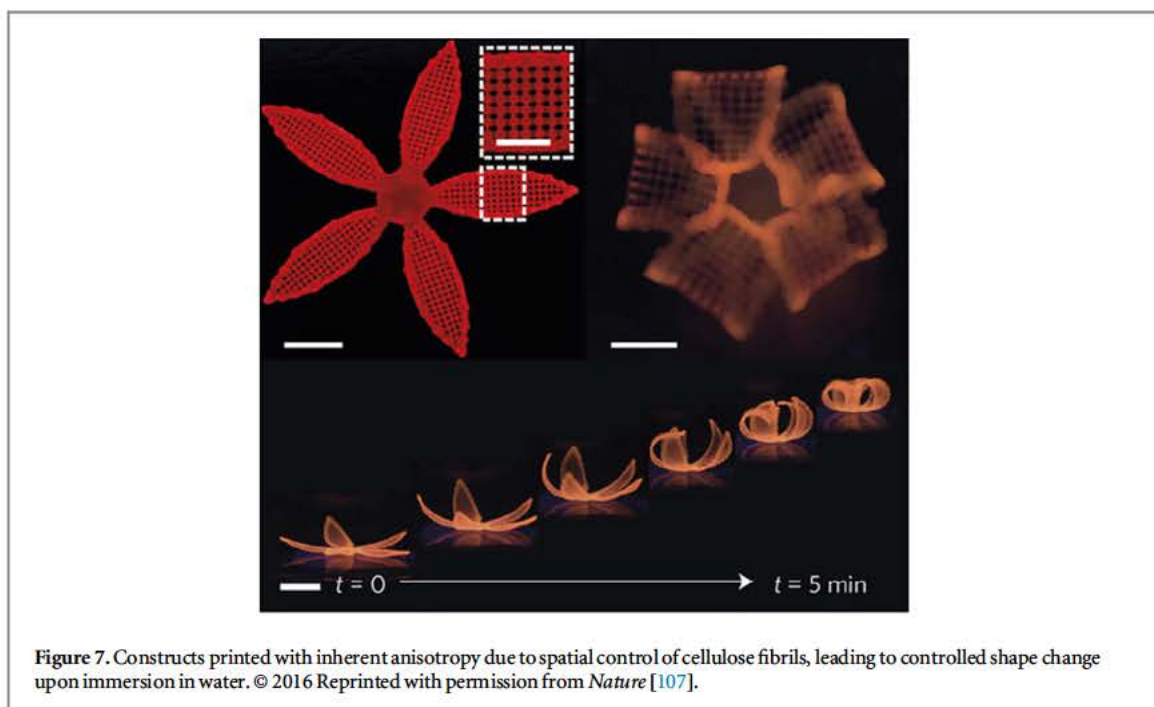 t = 0
t = 5 min
Figure 7. Constructs printed with inherent anisotropy due to spatial control of cellulose fibrils, leading to controlled shape change
upon immersion in water. © 2016 Reprinted with permission from Nature [107].